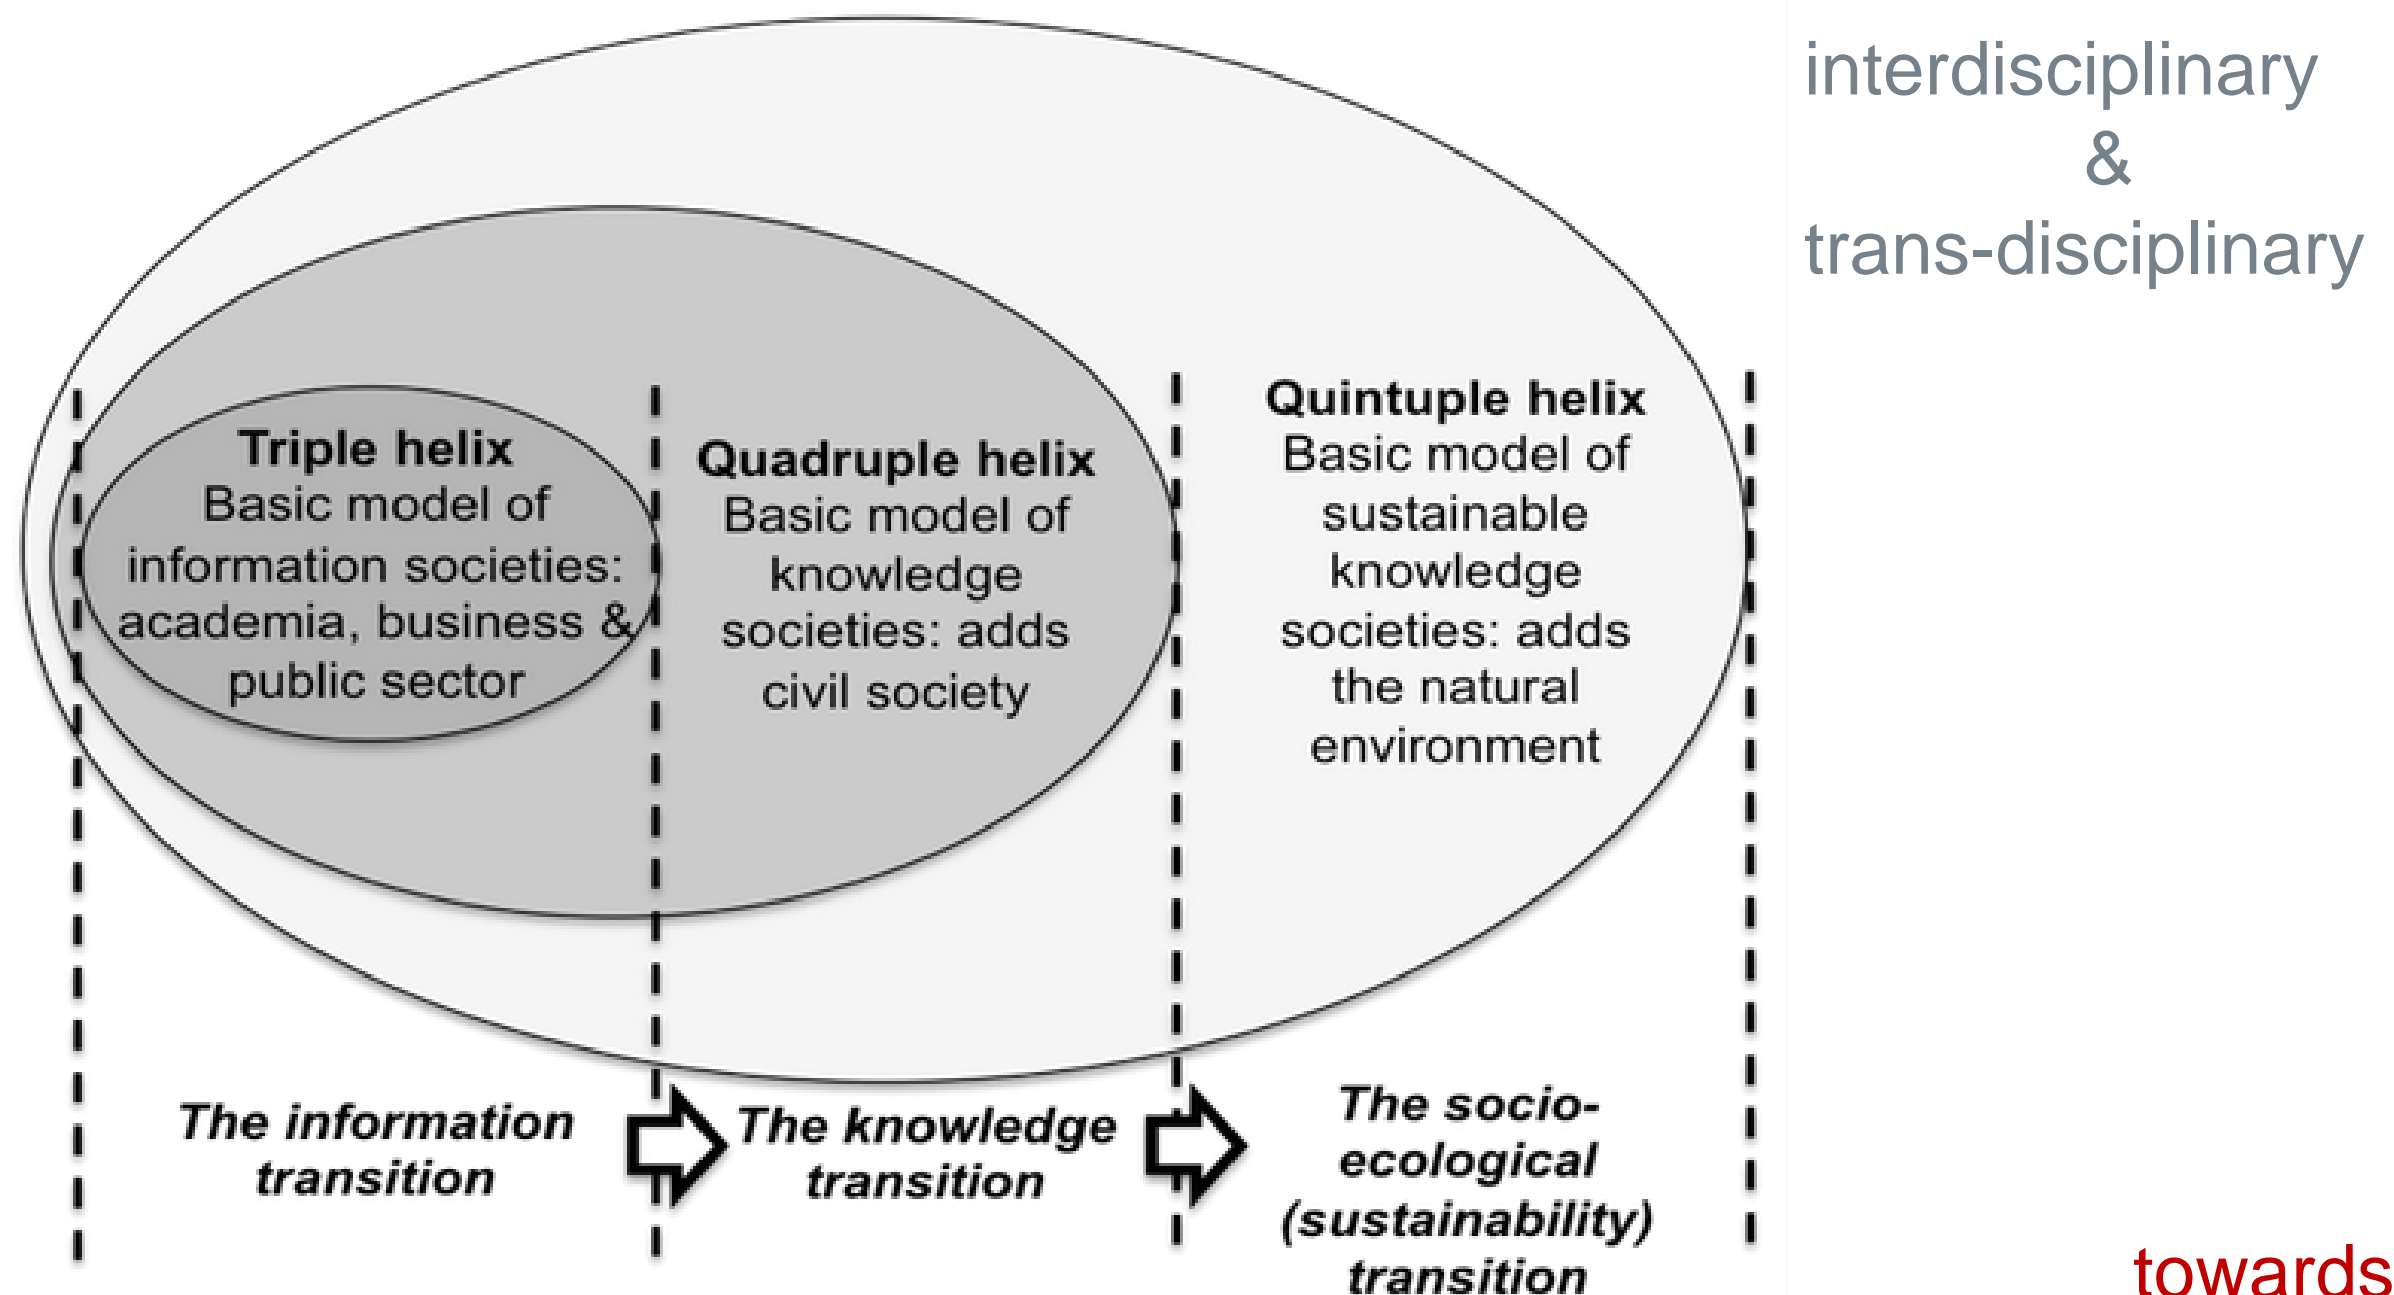 interdisciplinary
&
trans-disciplinary
Triple helix
Basic model of
information societies:
academia, business &
public sector
Quadruple helix
Basic model of
knowledge
societies: adds
civil society
Quintuple helix
Basic model of
sustainable
knowledge
societies: adds
the natural
environment
The information
transition
The knowledge
transition
The socio-
ecological
(sustainability)
transition
towards